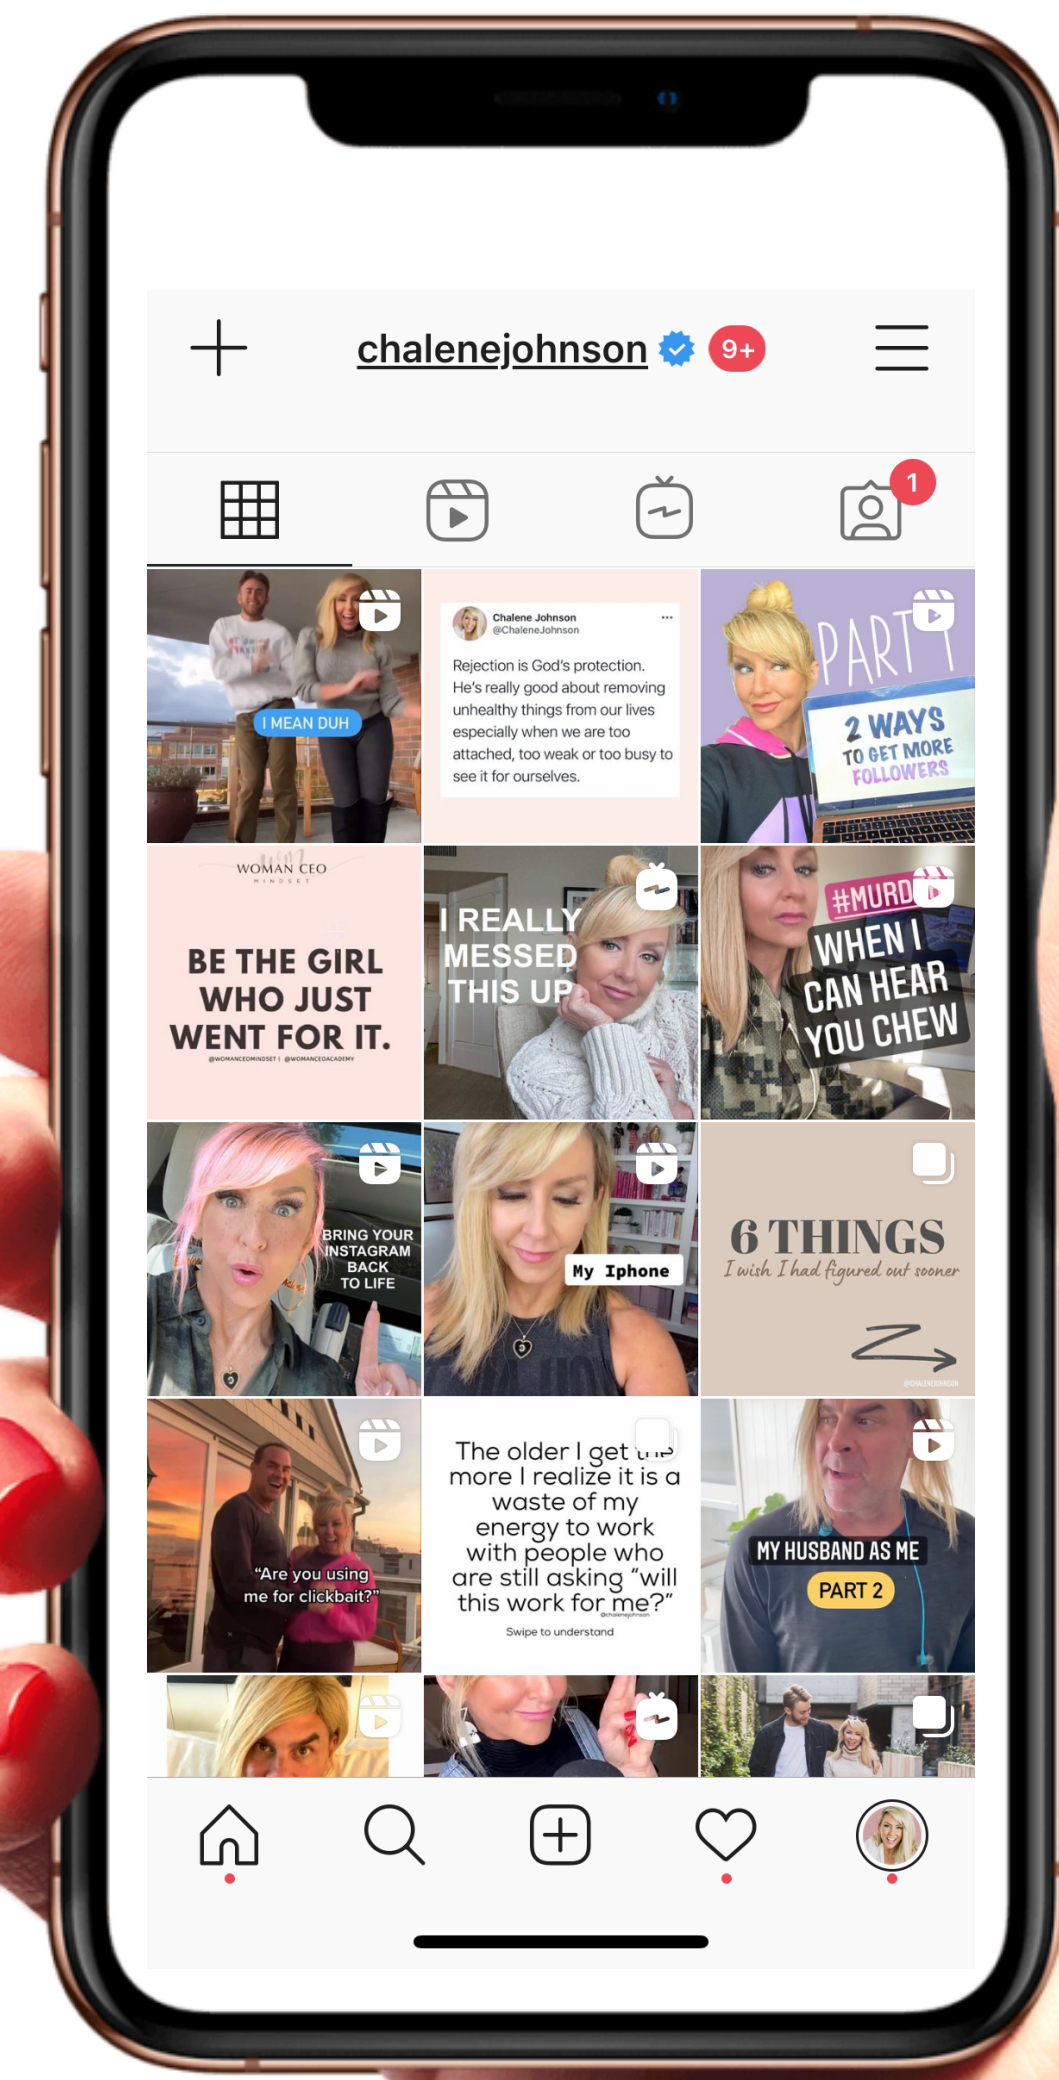 chalenejohnson
9+
1
I MEAN DUH
Chalene Johnson
@ChaleneJohnson
Rejection is God's protection.
He's really good about removing
unhealthy things from our lives
especially when we are too
attached, too weak or too busy to
see it for ourselves.
PART 1
2 WAYS
TO GET MORE
FOLLOWERS
WOMAN CEO
MINDSET
BE THE GIRL
WHO JUST
WENT FOR IT.
@WOMANCEOMINDSET | @WOMANCEOACADEMY
I REALLY
MESSED
THIS UP
#MURD
WHEN I
CAN HEAR
YOU CHEW
BRING YOUR
INSTAGRAM
BACK
TO LIFE
My Iphone
6 THINGS
I wish I had figured out sooner
@CHALENEJOHNSON
"Are you using
me for clickbait?"
The older I get the
more I realize it is a
waste of my
energy to work
with people who
are still asking "will
this work for me?"
@chalenejohnson
Swipe to understand
MY HUSBAND AS ME
PART 2